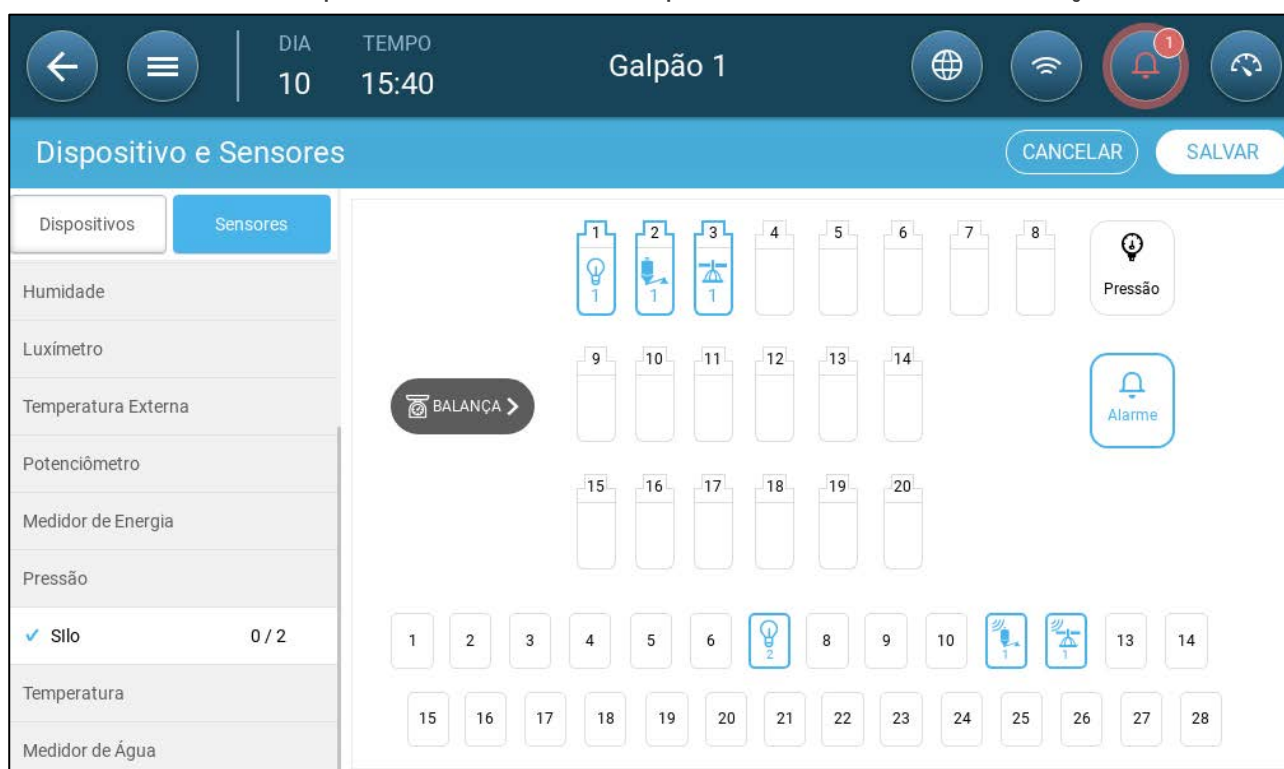 DIA TEMPO
10 15:40 Galpão 1 1
Dispositivo e Sensores CANCELAR SALVAR
Dispositivos Sensores
Humidade
Luxímetro
Temperatura Externa
Potenciômetro
Medidor de Energia
Pressão
SIlo 0 / 2
Temperatura
Medidor de Água
1 2 3 4 5 6 7 8
1 1 1
Pressão
9 10 11 12 13 14
BALANÇA
Alarme
15 16 17 18 19 20
1 2 3 4 5 6 2 8 9 10 1 1 13 14
15 16 17 18 19 20 21 22 23 24 25 26 27 28